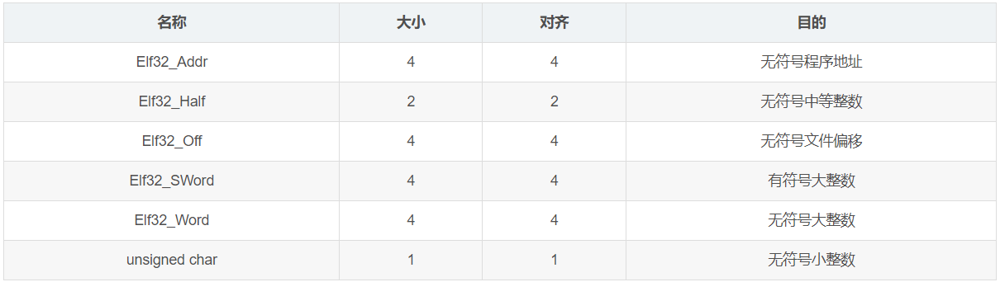 名称 大小 对齐 目的
Elf32_Addr 4 4 无符号程序地址
Elf32_Half 2 2 无符号中等整数
Elf32_Off 4 4 无符号文件偏移
Elf32_SWord 4 4 有符号大整数
Elf32_Word 4 4 无符号大整数
unsigned char 1 1 无符号小整数